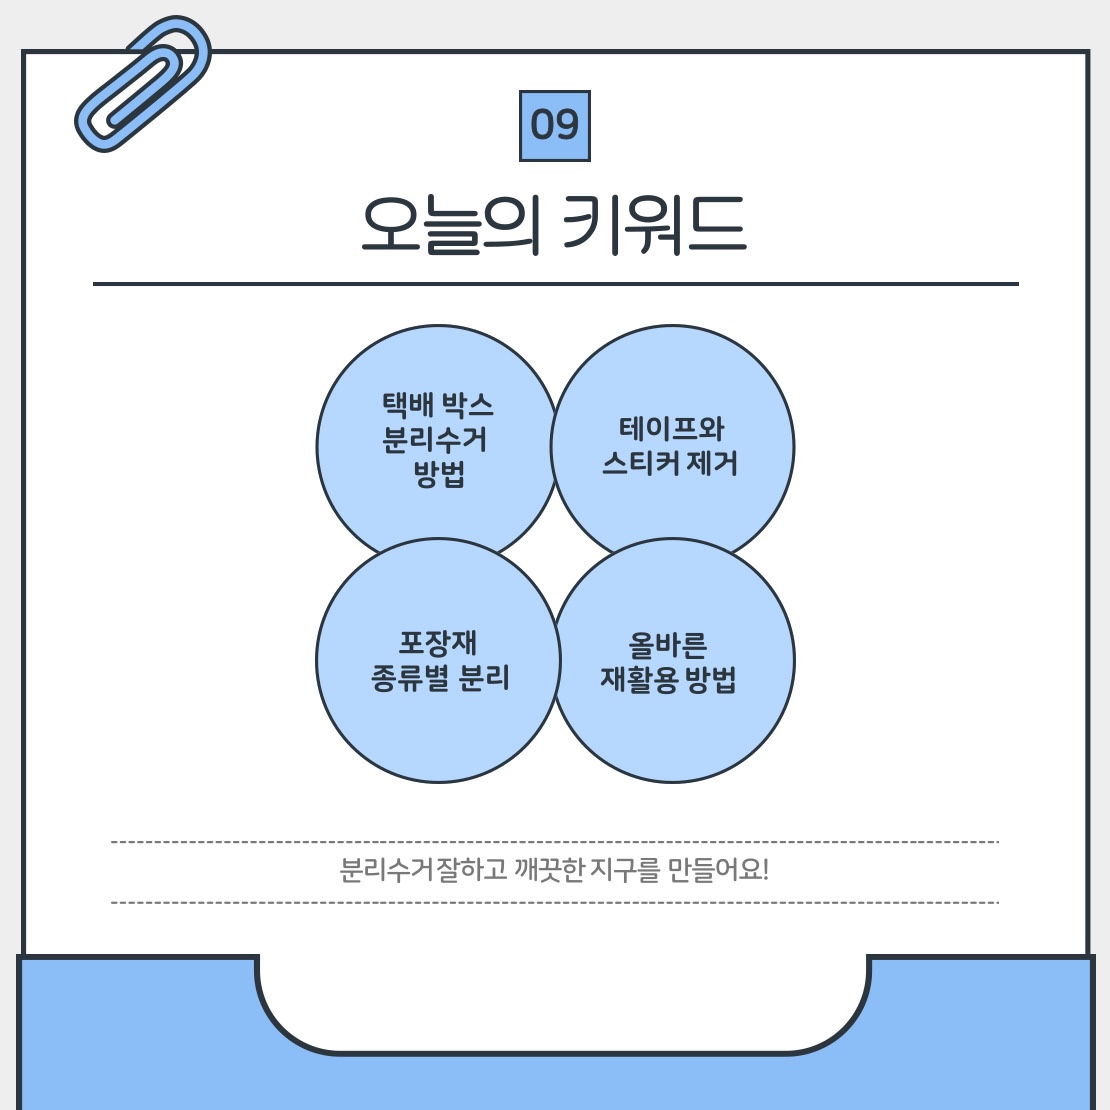 09
오늘의 키워드
택배 박스
분리수거
방법
테이프와
스티커 제거
포장재
종류별 분리
올바른
재활용 방법
분리수거 잘하고 깨끗한 지구를 만들어요!